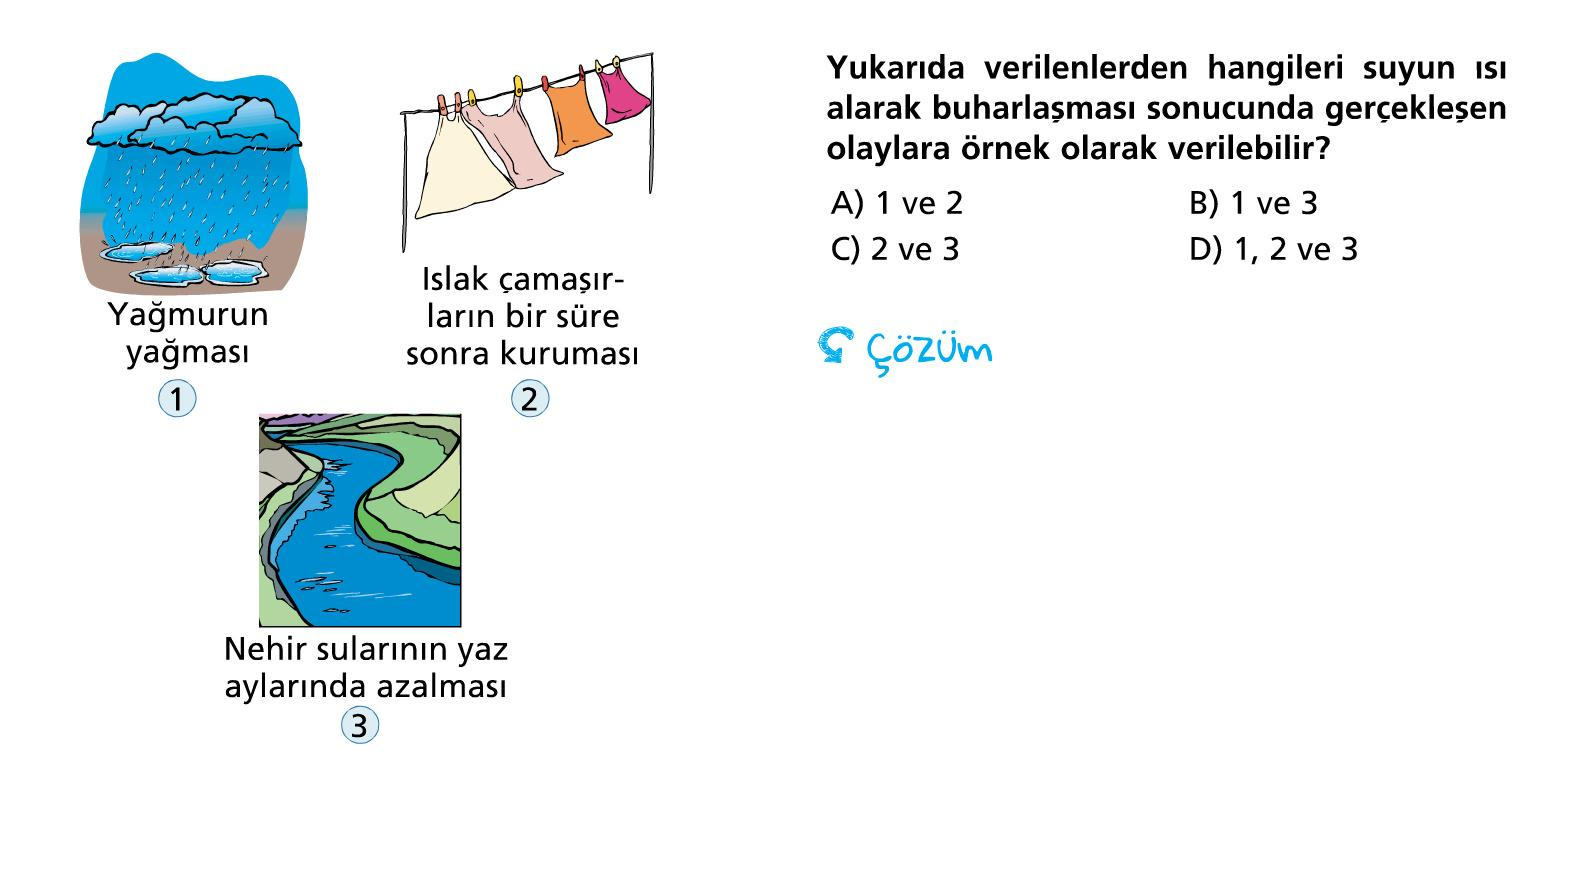 Yağmurun
yağması
1
Islak çamaşır-
ların bir süre
sonra kuruması
2
Nehir sularının yaz
aylarında azalması
3
Yukarıda verilenlerden hangileri suyun ısı
alarak buharlaşması sonucunda gerçekleşen
olaylara örnek olarak verilebilir?
A) 1 ve 2
B) 1 ve 3
C) 2 ve 3
D) 1, 2 ve 3
Çözüm